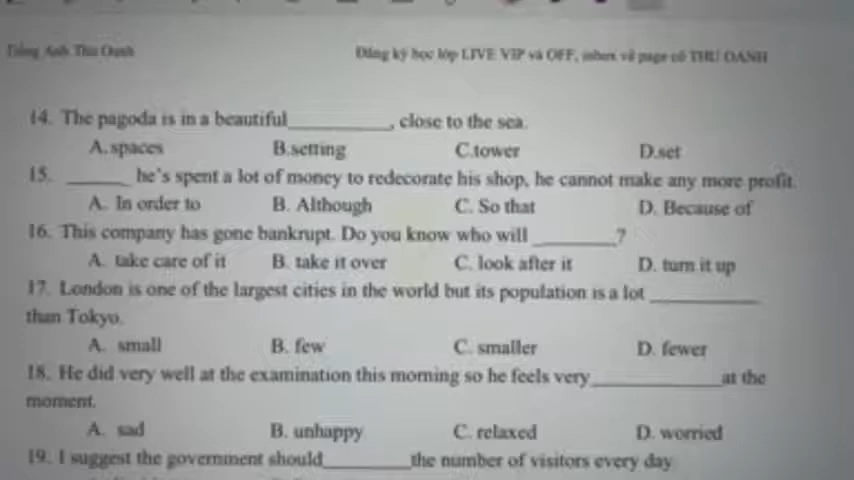 Tiếng Anh Thu Oanh
Đăng ký học lớp LIVE VIP và OFF, inbox về page cô THU OANH
14. The pagoda is in a beautiful__________, close to the sea.
A. spaces B.setting C.tower D.set
15. ______ he's spent a lot of money to redecorate his shop, he cannot make any more profit.
A. In order to B. Although C. So that D. Because of
16. This company has gone bankrupt. Do you know who will ________?
A. take care of it B. take it over C. look after it D. turn it up
17. London is one of the largest cities in the world but its population is a lot __________
than Tokyo.
A. small B. few C. smaller D. fewer
18. He did very well at the examination this morning so he feels very____________at the
moment.
A. sad B. unhappy C. relaxed D. worried
19. I suggest the government should________the number of visitors every day